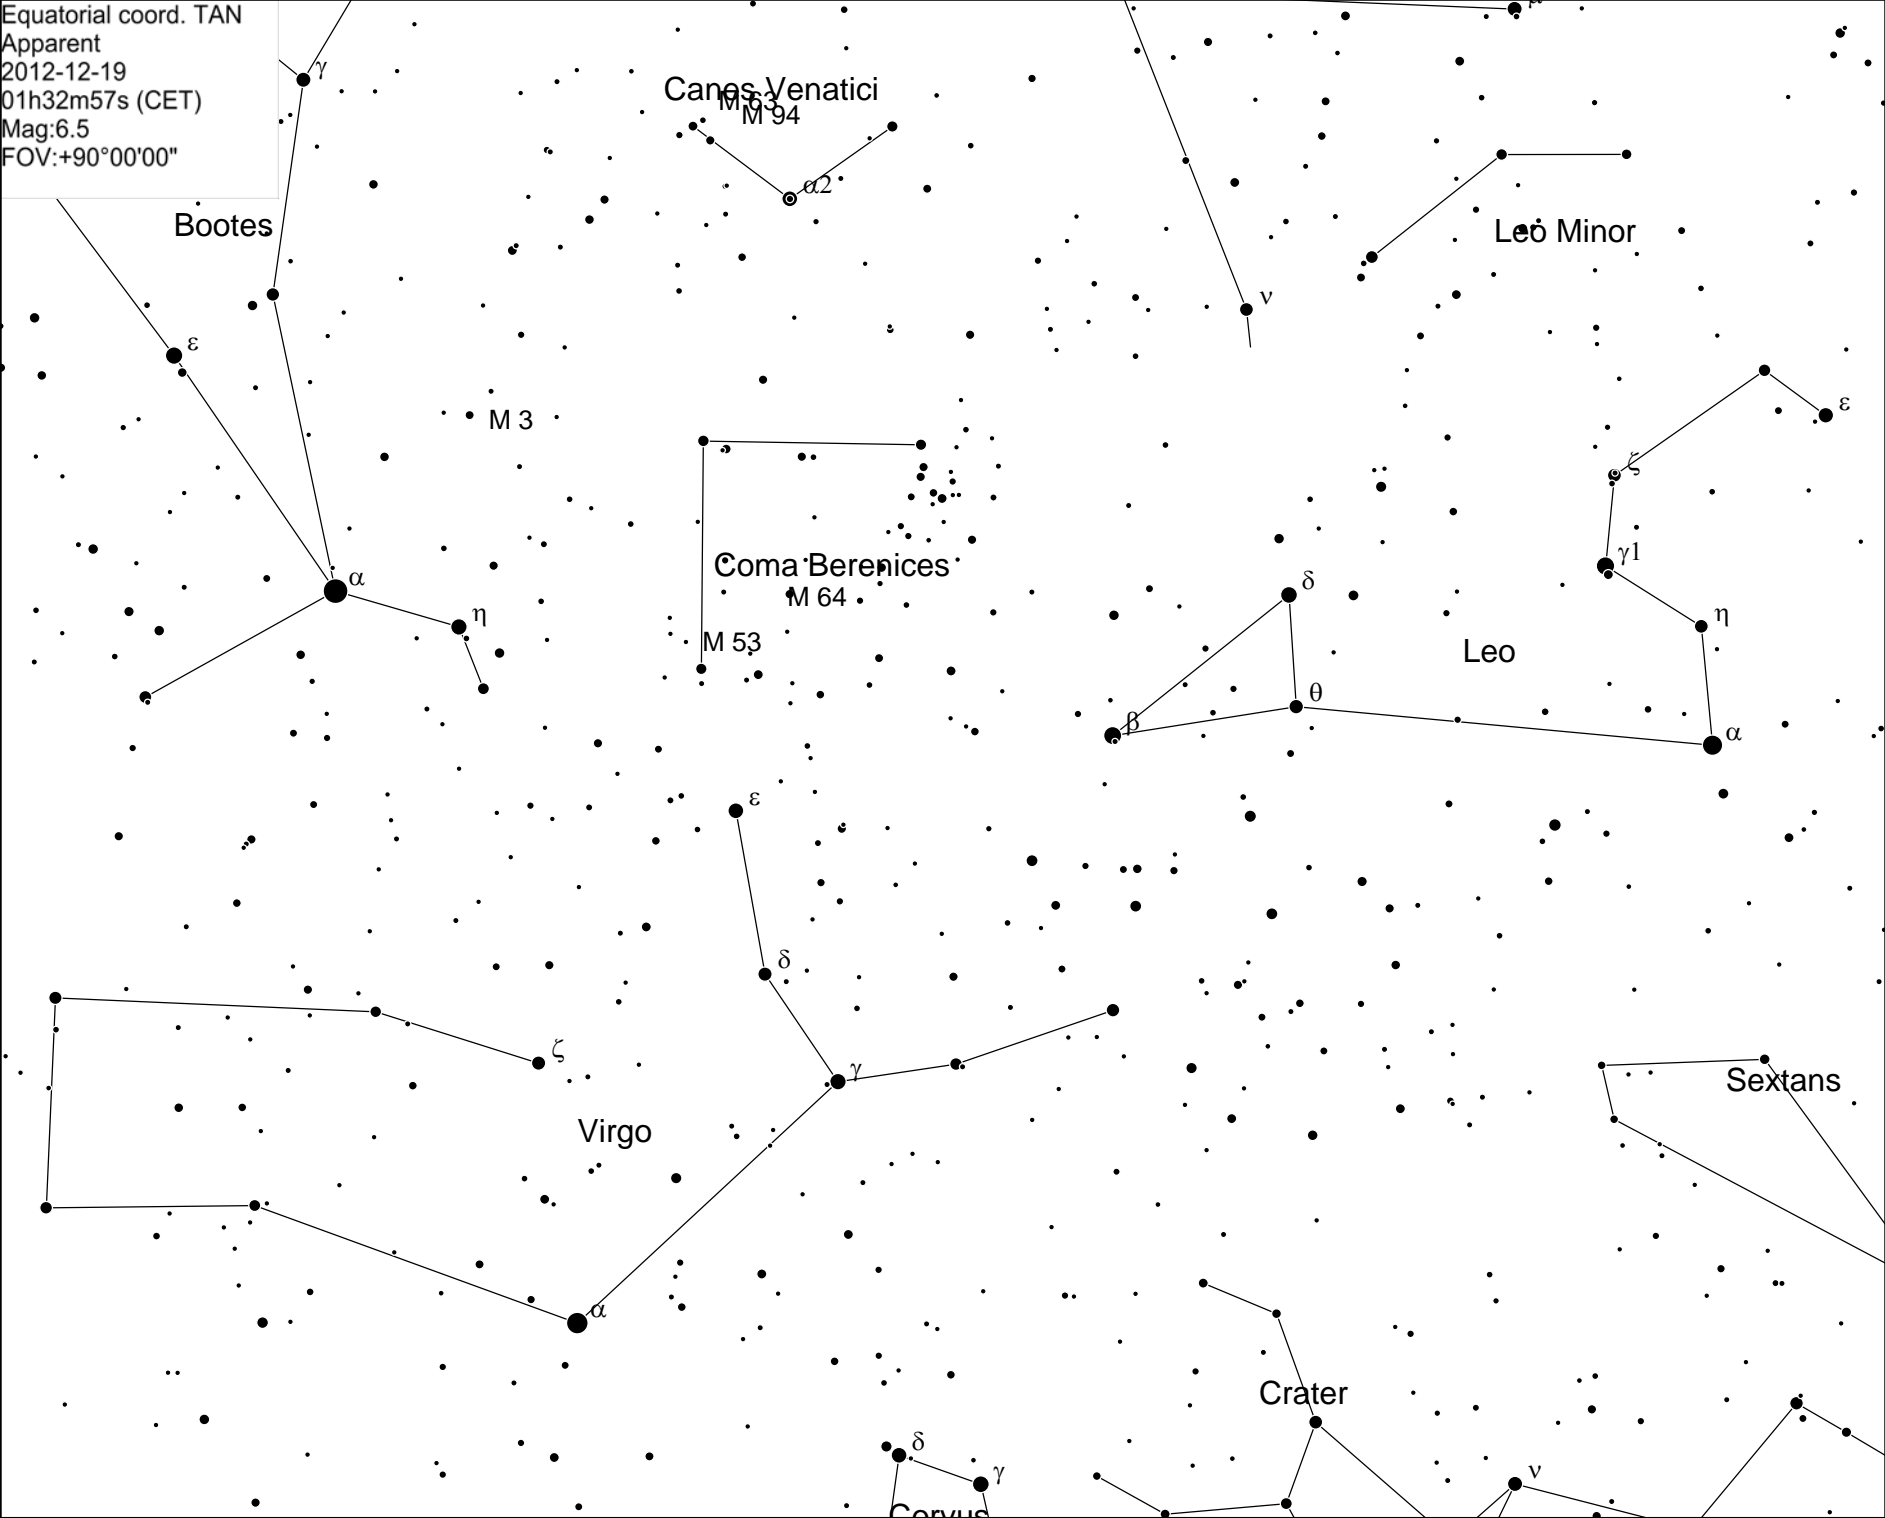 Equatorial coord. TAN
Apparent
2012-12-19
01h32m57s (CET)
Mag:6.5
FOV:+90°00'00"
μ
γ
Canes Venatici
M 63
M 94
α2
Bootes
Leo Minor
ν
ε
ε
M 3
ζ
γ1
Coma Berenices
α
δ
M 64
η
η
M 53
Leo
θ
β
α
ε
δ
ζ
γ
Sextans
Virgo
α
Crater
δ
γ
ν
Corvus